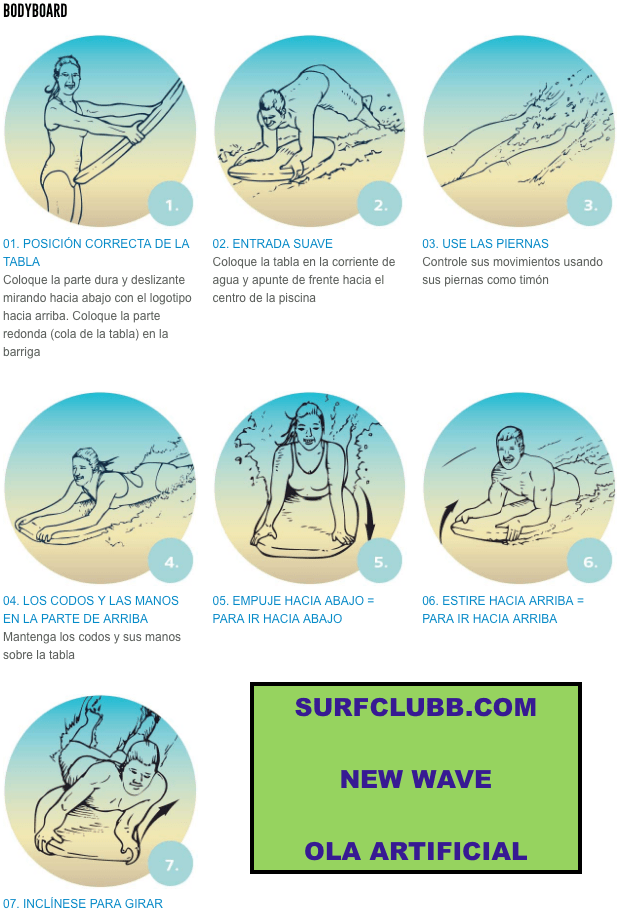 BODYBOARD
1.
2.
3.
01. POSICIÓN CORRECTA DE LA
TABLA
Coloque la parte dura y deslizante
mirando hacia abajo con el logotipo
hacia arriba. Coloque la parte
redonda (cola de la tabla) en la
barriga
02. ENTRADA SUAVE
Coloque la tabla en la corriente de
agua y apunte de frente hacia el
centro de la piscina
03. USE LAS PIERNAS
Controle sus movimientos usando
sus piernas como timón
4.
5.
6.
04. LOS CODOS Y LAS MANOS
EN LA PARTE DE ARRIBA
Mantenga los codos y sus manos
sobre la tabla
05. EMPUJE HACIA ABAJO =
PARA IR HACIA ABAJO
06. ESTIRE HACIA ARRIBA =
PARA IR HACIA ARRIBA
7.
07. INCLÍNESE PARA GIRAR
SURFCLUBB.COM
NEW WAVE
OLA ARTIFICIAL